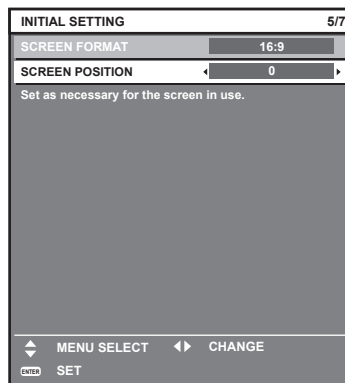 INITIAL SETTING 5/7
SCREEN FORMAT 16:9
SCREEN POSITION 0
Set as necessary for the screen in use.
MENU SELECT CHANGE
ENTER SET